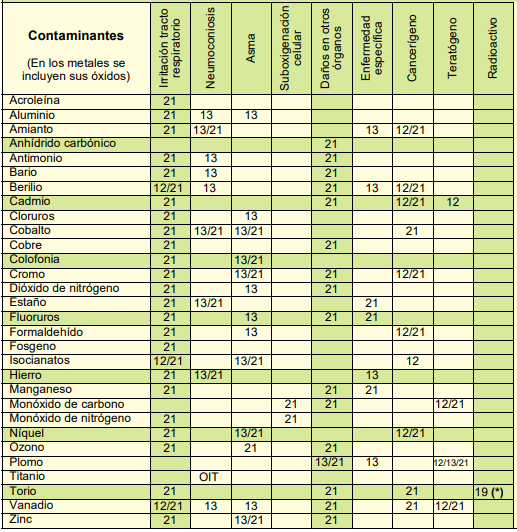 Contaminantes
(En los metales se
incluyen sus óxidos)
Irritación tracto
respiratorio
Neumoconiosis
Asma
Suboxigenación
celular
Daños en otros
órganos
Enfermedad
específica
Cancerígeno
Teratógeno
Radioactivo
Acroleína 21
Aluminio 21 13 13
Amianto 21 13/21 13 12/21
Anhídrido carbónico 21
Antimonio 21 13 21
Bario 21 13 21
Berilio 12/21 13 21 13 12/21
Cadmio 21 21 12/21 12
Cloruros 21 13
Cobalto 21 13/21 13/21 21
Cobre 21 21
Colofonia 21 13/21
Cromo 21 13/21 21 12/21
Dióxido de nitrógeno 21 13 21
Estaño 21 13/21 21
Fluoruros 21 13 21 21
Formaldehído 21 13 12/21
Fosgeno 21
Isocianatos 12/21 13/21 12
Hierro 21 13/21 13
Manganeso 21 21 21
Monóxido de carbono 21 21 12/21
Monóxido de nitrógeno 21 21
Níquel 21 13/21 12/21
Ozono 21 21 21
Plomo 13/21 13 12/13/21
Titanio OIT
Torio 21 21 21 19 (*)
Vanadio 12/21 13 13 21 21 12/21
Zinc 21 13/21 21